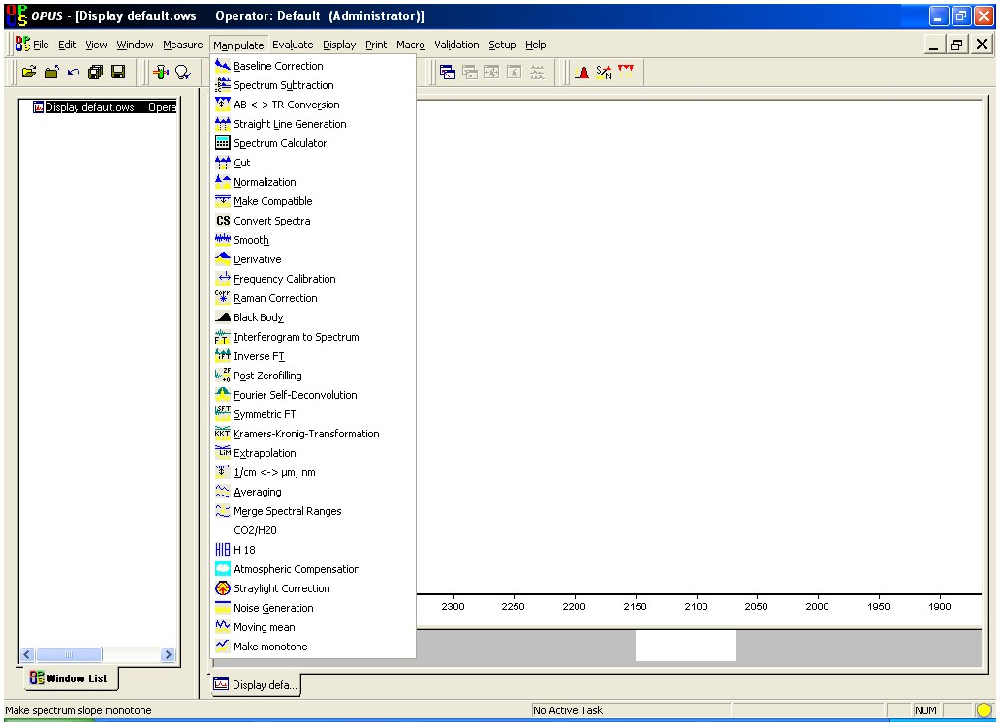 OPUS - [Display default.ows Operator: Default (Administrator)]
File Edit View Window Measure Manipulate Evaluate Display Print Macro Validation Setup Help
Display default.ows Opera
Baseline Correction
Spectrum Subtraction
AB <-> TR Conversion
Straight Line Generation
Spectrum Calculator
Cut
Normalization
Make Compatible
CS Convert Spectra
Smooth
Derivative
Frequency Calibration
Raman Correction
Black Body
Interferogram to Spectrum
Inverse FT
Post Zerofilling
Fourier Self-Deconvolution
Symmetric FT
Kramers-Kronig-Transformation
Extrapolation
1/cm <-> µm, nm
Averaging
Merge Spectral Ranges
CO2/H20
H 18
Atmospheric Compensation
Straylight Correction
Noise Generation
Moving mean
Make monotone
2300 2250 2200 2150 2100 2050 2000 1950 1900
Window List
Display defa...
Make spectrum slope monotone
No Active Task
NUM